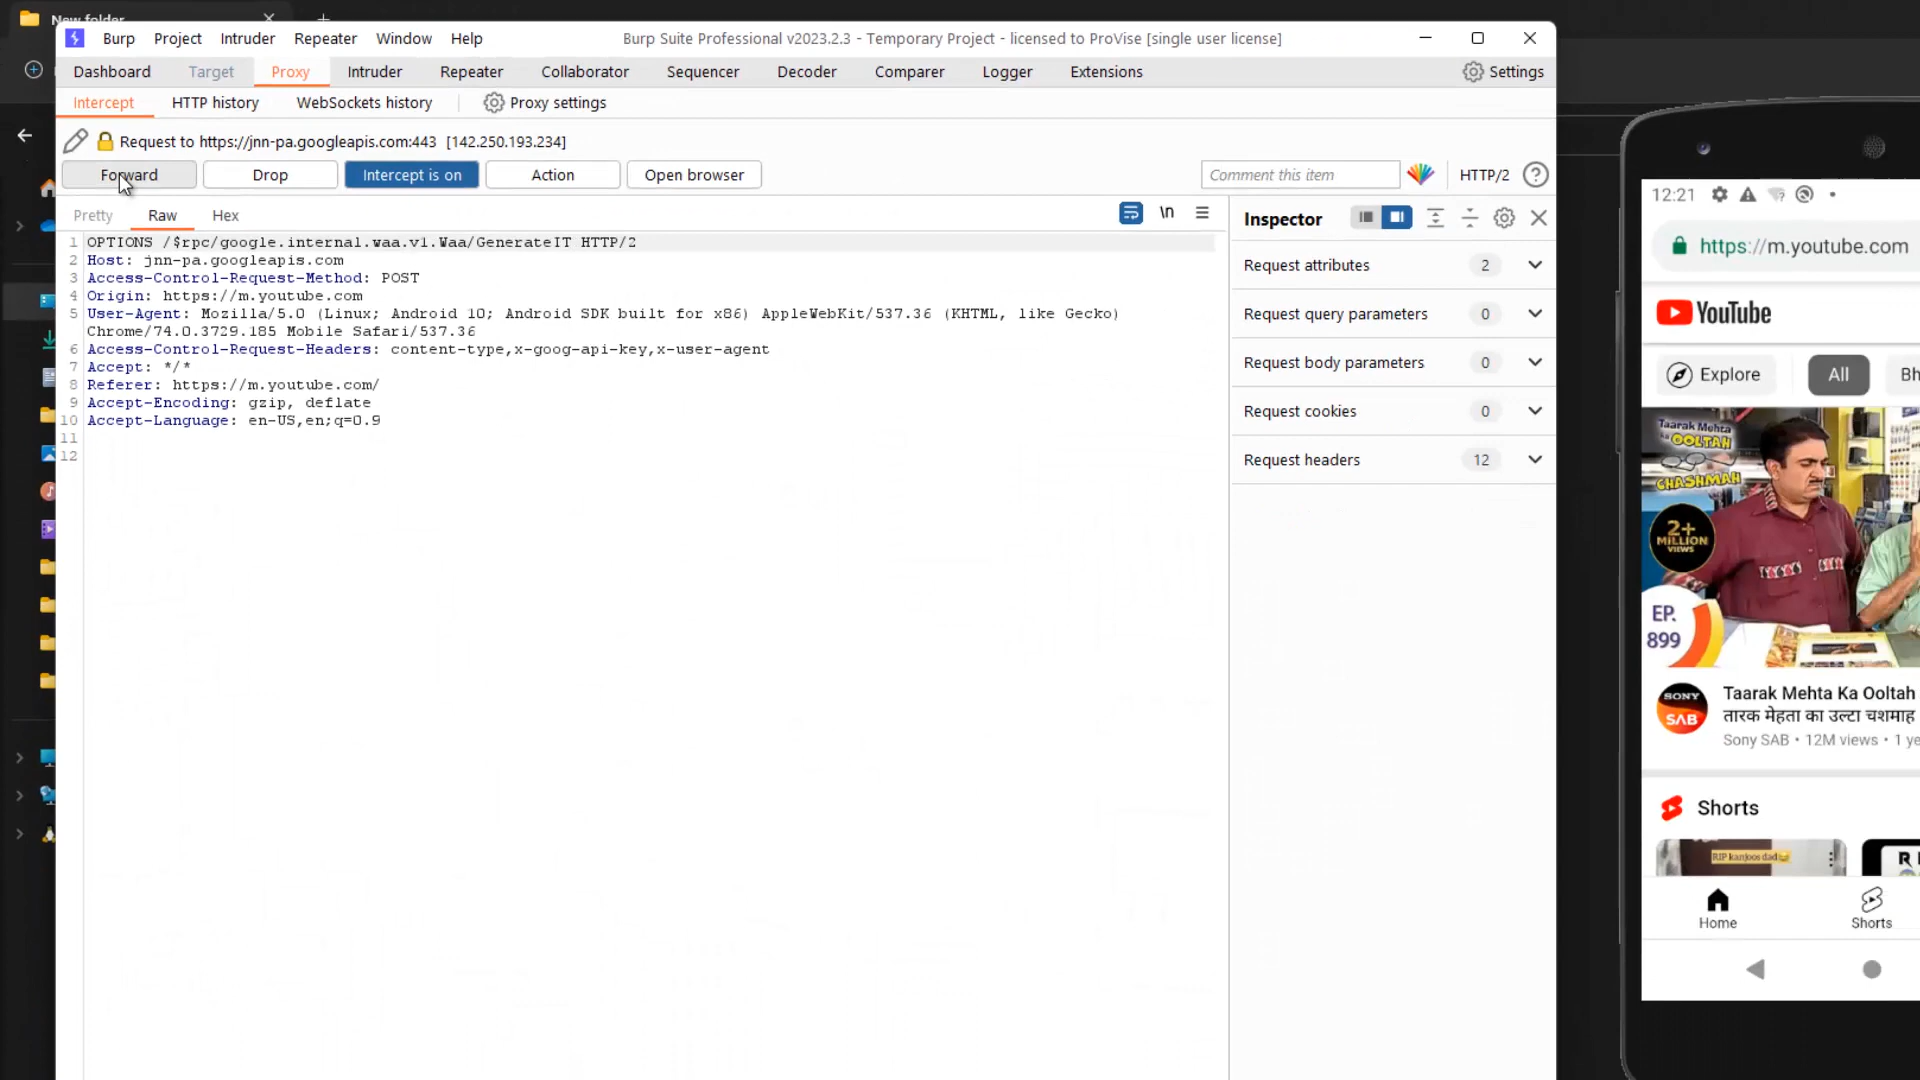 New folder
Burp Project Intruder Repeater Window Help
Burp Suite Professional v2023.2.3 - Temporary Project - licensed to ProVise [single user license]
Dashboard Target Proxy Intruder Repeater Collaborator Sequencer Decoder Comparer Logger Extensions Settings
Intercept HTTP history WebSockets history Proxy settings
Request to https://jnn-pa.googleapis.com:443 [142.250.193.234]
Forward Drop Intercept is on Action Open browser Comment this item HTTP/2 ?
Pretty Raw Hex \n
1 OPTIONS /$rpc/google.internal.waa.v1.Waa/GenerateIT HTTP/2
2 Host: jnn-pa.googleapis.com
3 Access-Control-Request-Method: POST
4 Origin: https://m.youtube.com
5 User-Agent: Mozilla/5.0 (Linux; Android 10; Android SDK built for x86) AppleWebKit/537.36 (KHTML, like Gecko)
Chrome/74.0.3729.185 Mobile Safari/537.36
6 Access-Control-Request-Headers: content-type,x-goog-api-key,x-user-agent
7 Accept: */*
8 Referer: https://m.youtube.com/
9 Accept-Encoding: gzip, deflate
10 Accept-Language: en-US,en;q=0.9
11
12
Inspector
Request attributes 2
Request query parameters 0
Request body parameters 0
Request cookies 0
Request headers 12
12:21
https://m.youtube.com
YouTube
Explore All Bh
Taarak Mehta
Ka OOLTAH
CHASHMAH
2+
MILLION
VIEWS
EP.
899
SONY
SAB
Taarak Mehta Ka Ooltah
तारक मेहता का उल्टा चशमाह
Sony SAB • 12M views • 1 ye
Shorts
RIP kanjoos dad
R
Home Shorts